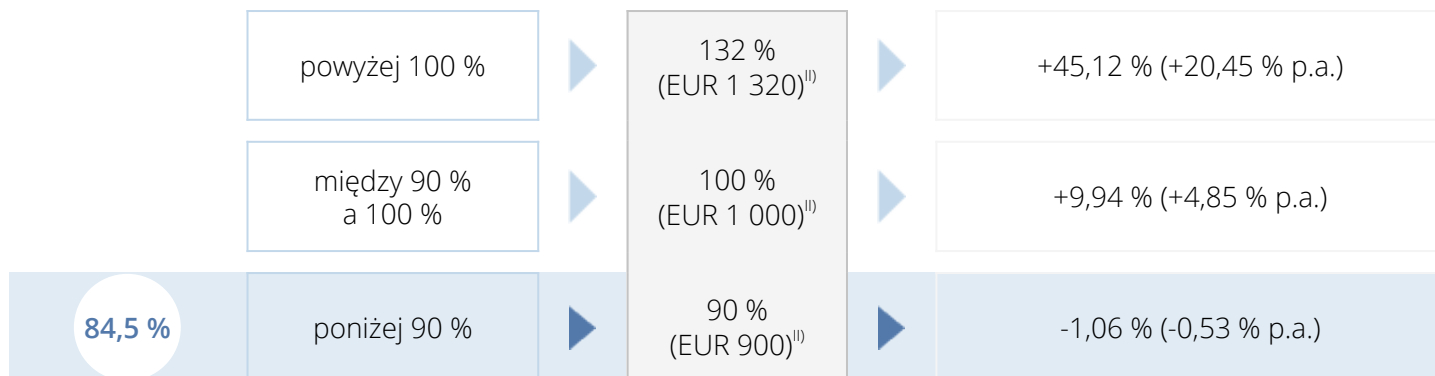 powyżej 100 %
132 %
(EUR 1 320)II)
+45,12 % (+20,45 % p.a.)
między 90 %
a 100 %
100 %
(EUR 1 000)II)
+9,94 % (+4,85 % p.a.)
84,5 %
poniżej 90 %
90 %
(EUR 900)II)
-1,06 % (-0,53 % p.a.)